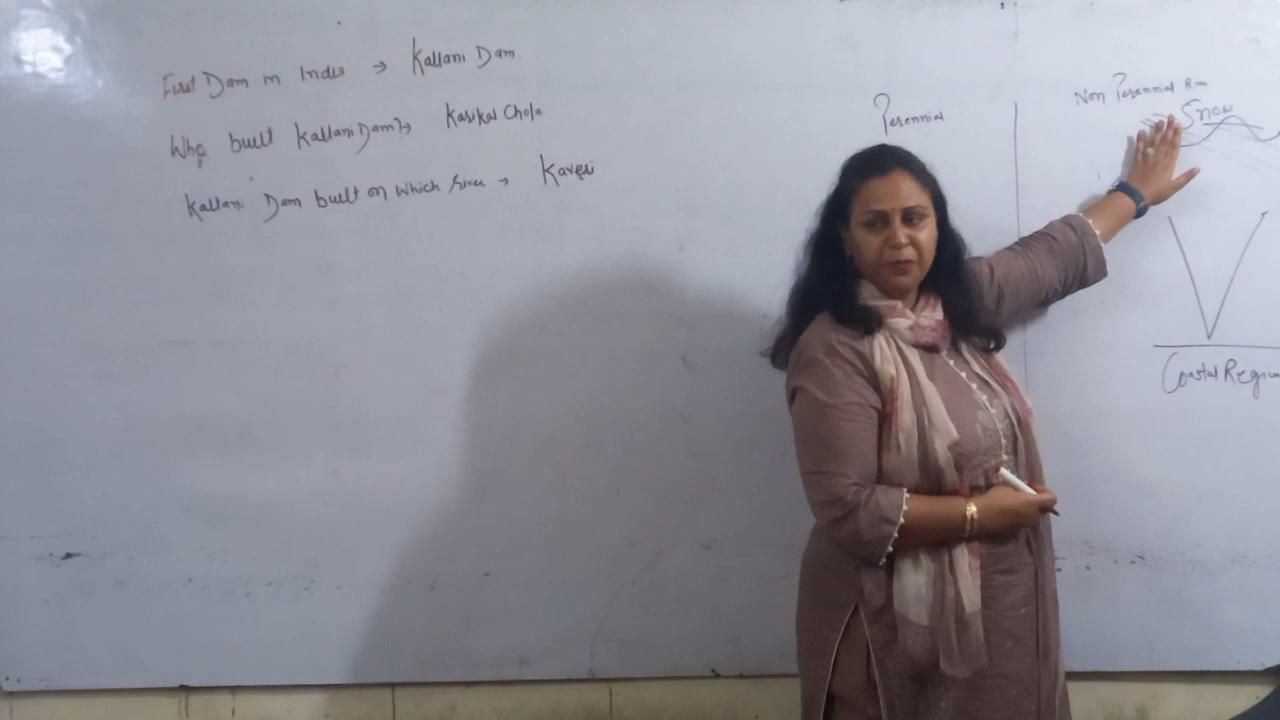 First Dam in India → Kallani Dam
Who built Kallani Dam? → Karikal Chola
Kallani Dam built on which river → Kaveri
Perennial
Non Perennial
Snow
Coastal Region